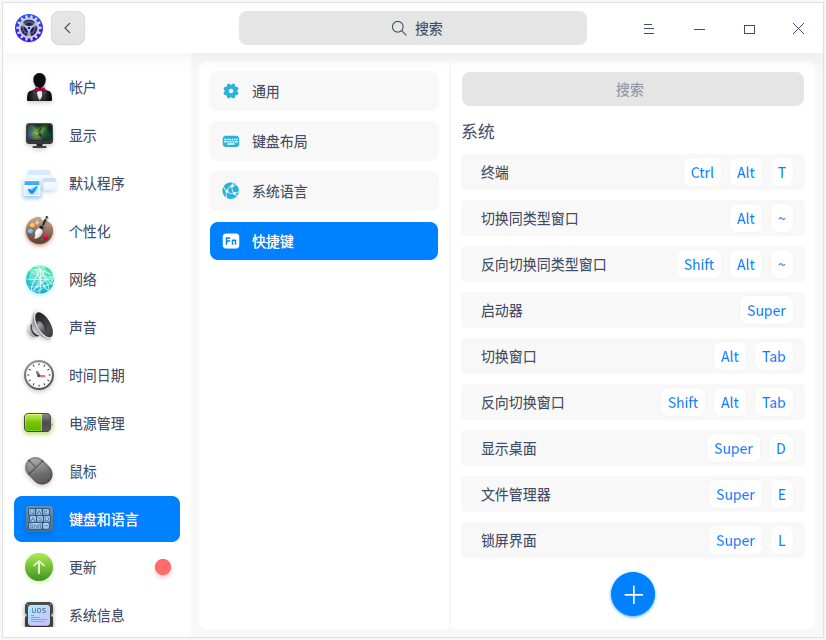 搜索
帐户
显示
默认程序
个性化
网络
声音
时间日期
电源管理
鼠标
键盘和语言
更新
UOS
系统信息
通用
键盘布局
系统语言
Fn 快捷键
搜索
系统
终端 Ctrl Alt T
切换同类型窗口 Alt ~
反向切换同类型窗口 Shift Alt ~
启动器 Super
切换窗口 Alt Tab
反向切换窗口 Shift Alt Tab
显示桌面 Super D
文件管理器 Super E
锁屏界面 Super L